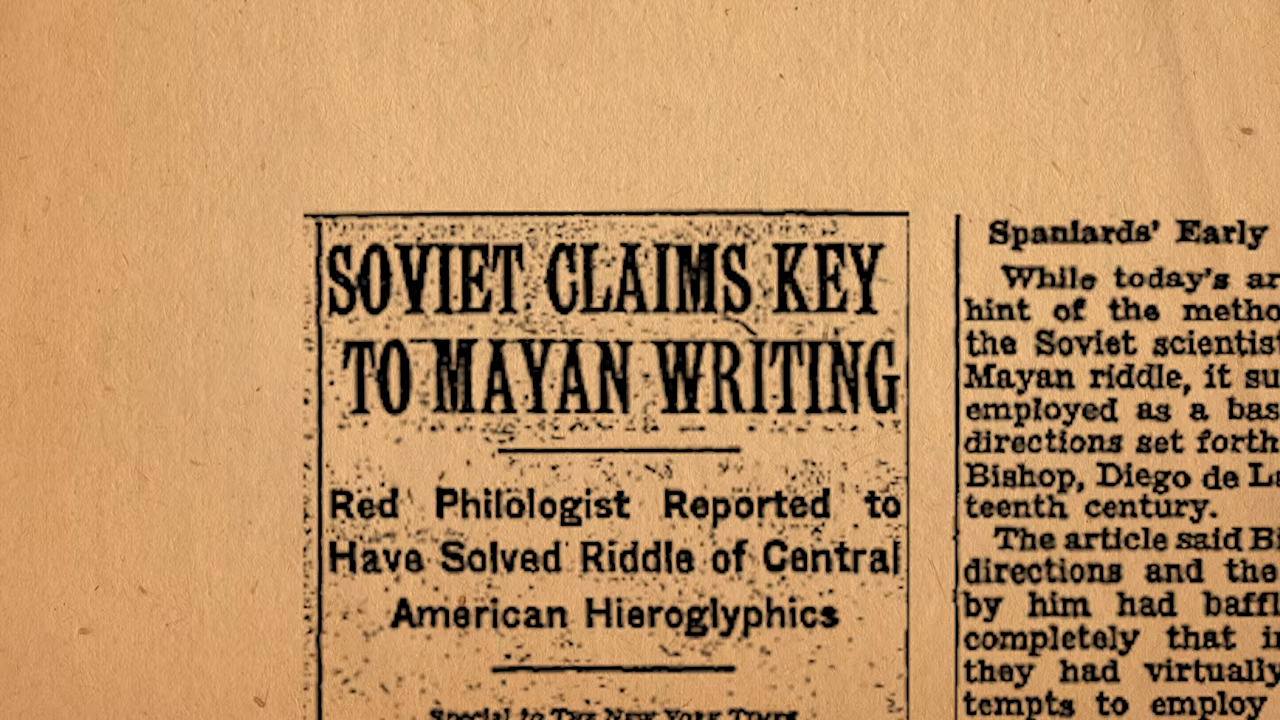 SOVIET CLAIMS KEY
TO MAYAN WRITING
Red Philologist Reported to
Have Solved Riddle of Central
American Hieroglyphics
Special to THE NEW YORK TIMES
Spaniards' Early
While today's ar
hint of the metho
the Soviet scientist
Mayan riddle, it su
employed as a bas
directions set forth
Bishop, Diego de La
teenth century.
The article said Bi
directions and the
by him had baffl
completely that i
they had virtually
tempts to employ